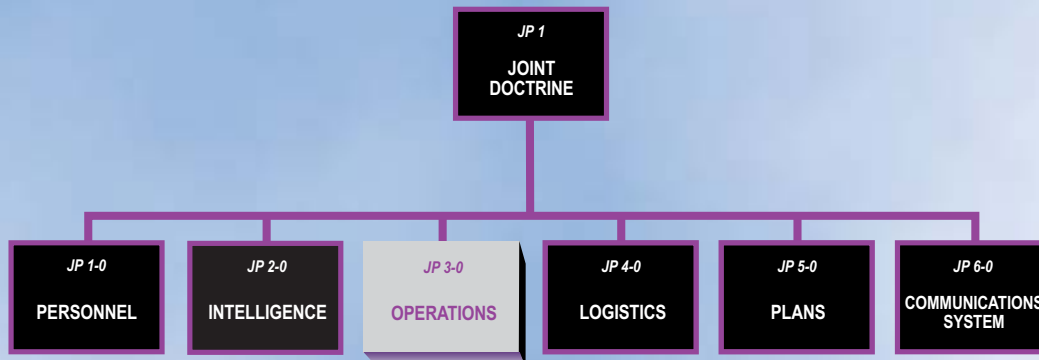 JP 1
JOINT
DOCTRINE
JP 1-0
PERSONNEL
JP 2-0
INTELLIGENCE
JP 3-0
OPERATIONS
JP 4-0
LOGISTICS
JP 5-0
PLANS
JP 6-0
COMMUNICATIONS
SYSTEM